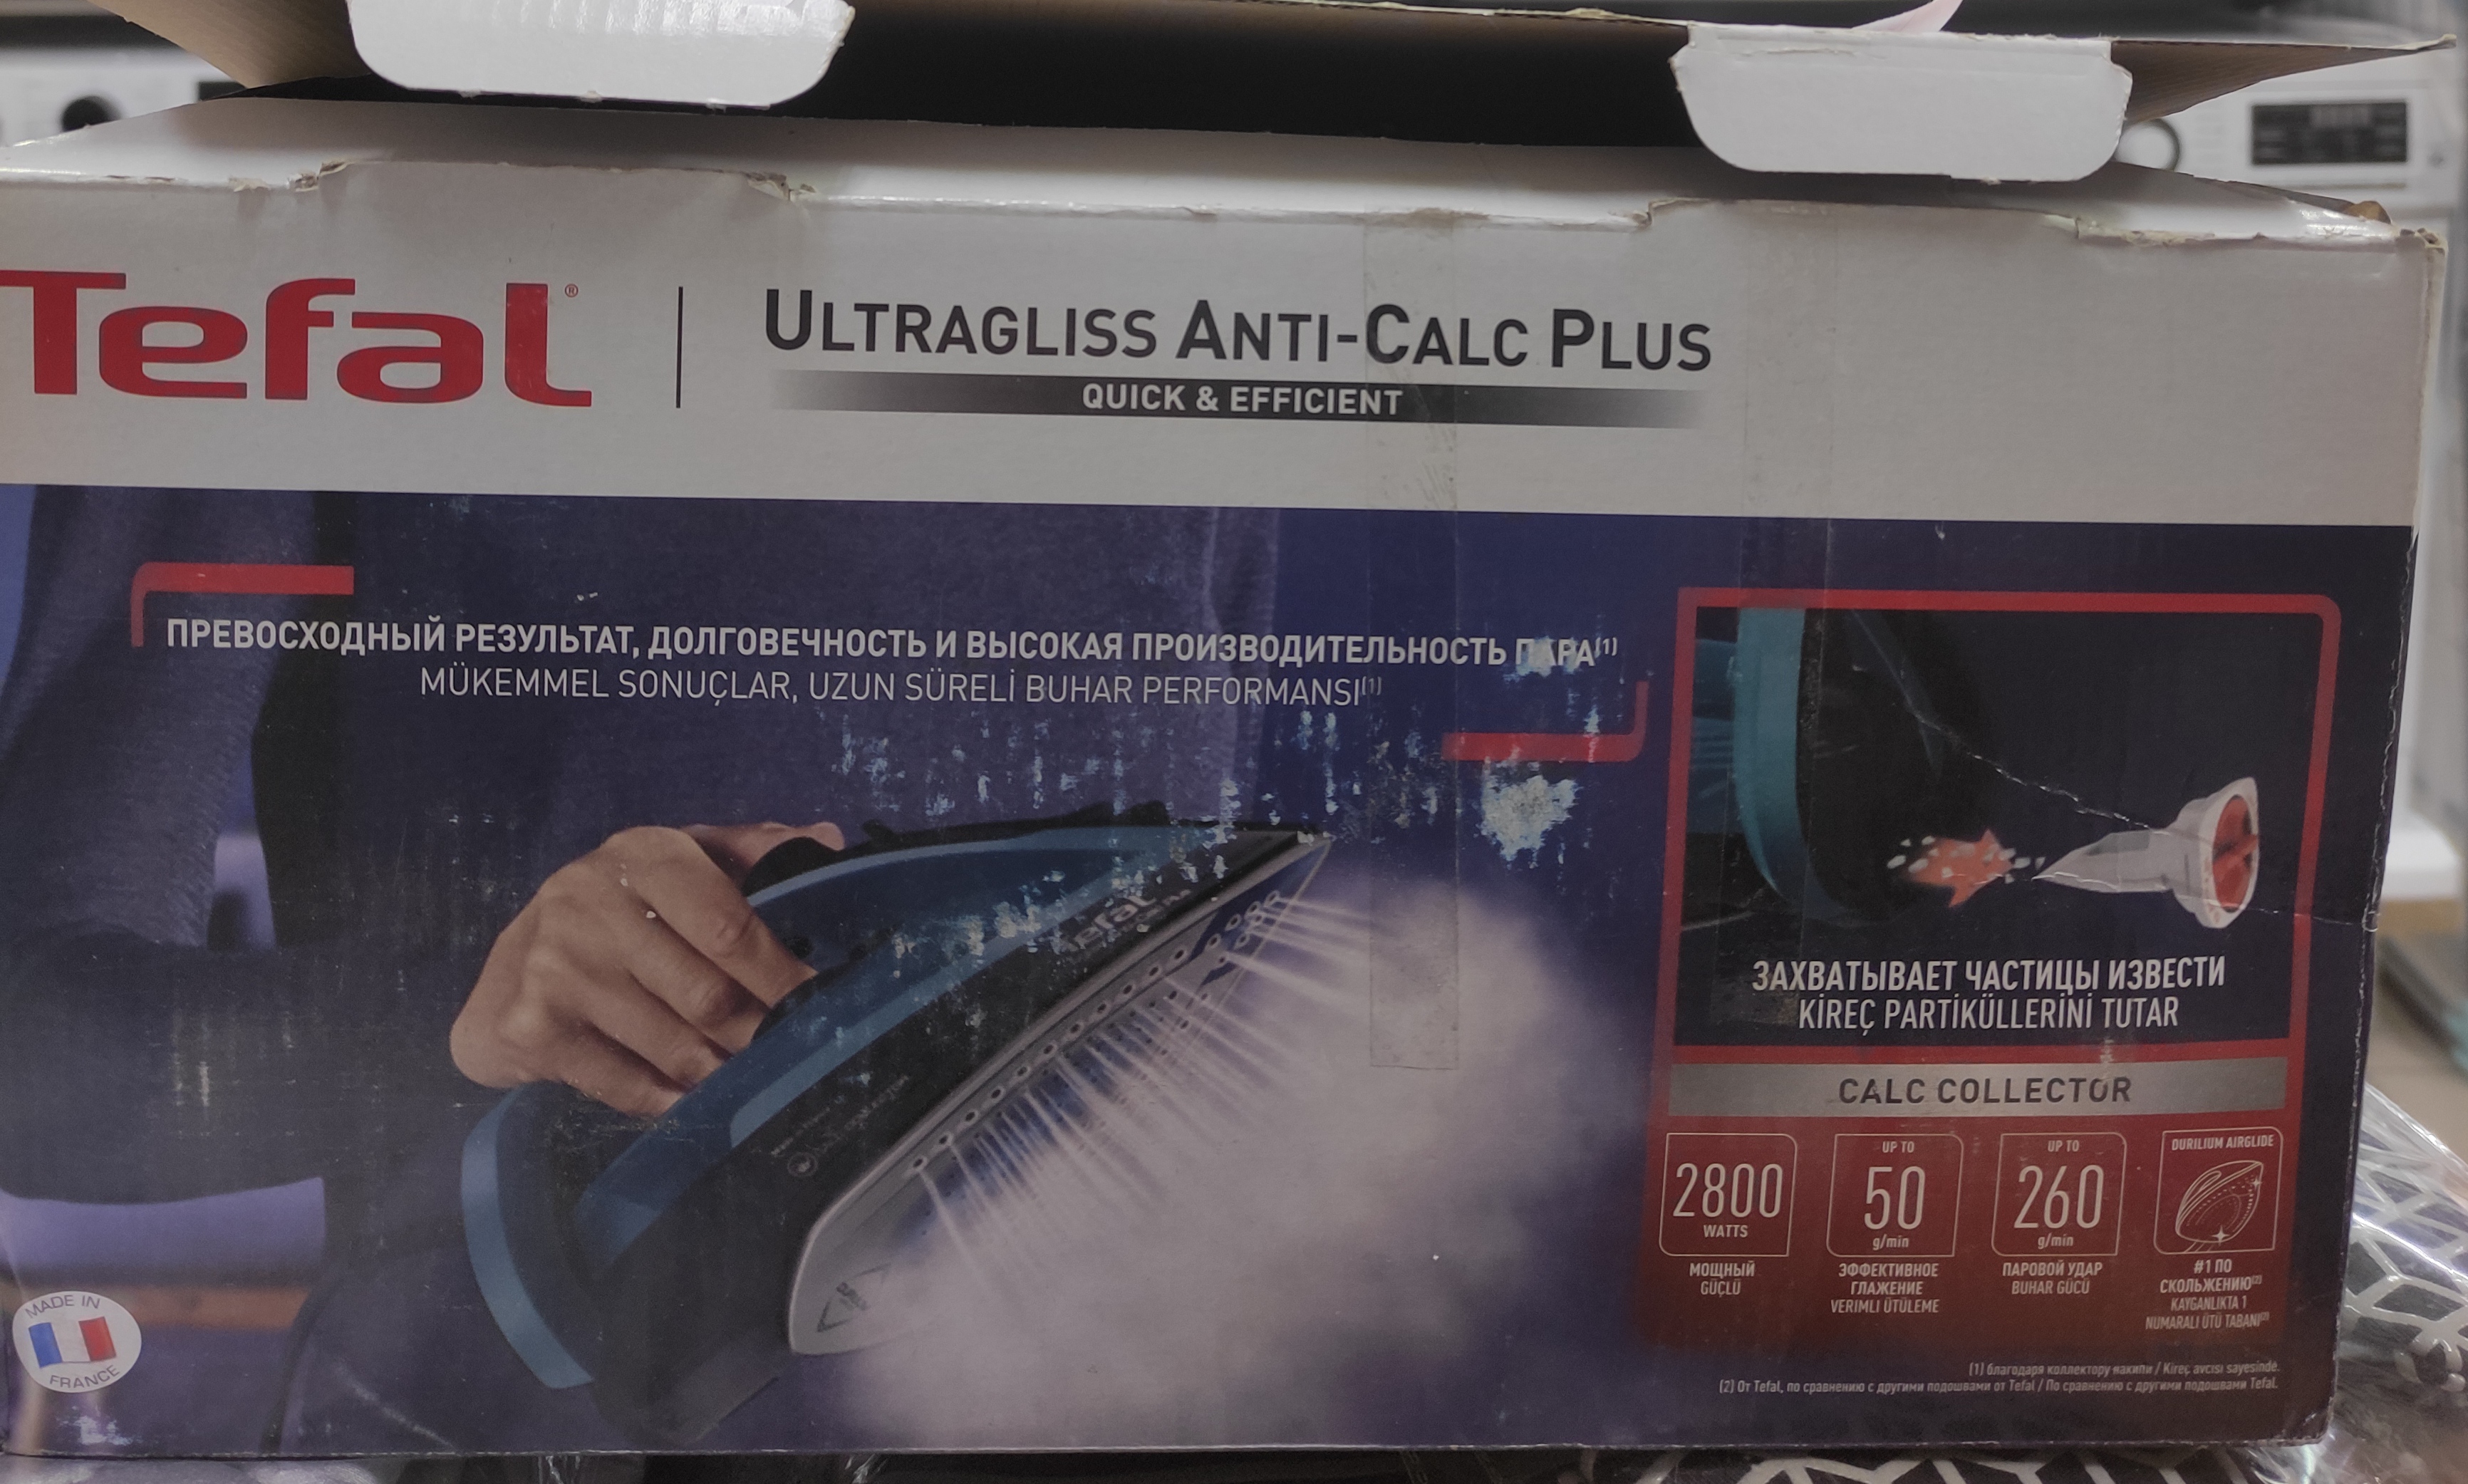 Tefal®
ULTRAGLISS ANTI-CALC PLUS
QUICK & EFFICIENT
ПРЕВОСХОДНЫЙ РЕЗУЛЬТАТ, ДОЛГОВЕЧНОСТЬ И ВЫСОКАЯ ПРОИЗВОДИТЕЛЬНОСТЬ ПАРА(1)
MÜKEMMEL SONUÇLAR, UZUN SÜRELİ BUHAR PERFORMANSI(1)
Tefal
ЗАХВАТЫВАЕТ ЧАСТИЦЫ ИЗВЕСТИ
KİREÇ PARTİKÜLLERİNİ TUTAR
CALC COLLECTOR
2800
WATTS
МОЩНЫЙ
GÜÇLÜ
UP TO
50
g/min
ЭФФЕКТИВНОЕ
ГЛАЖЕНИЕ
VERIMLI ÜTÜLEME
UP TO
260
g/min
ПАРОВОЙ УДАР
BUHAR GÜCÜ
DURILIUM AIRGLIDE
#1 ПО
СКОЛЬЖЕНИЮ(2)
KAYGANLIKTA 1
NUMARALI ÜTÜ TABANI(2)
MADE IN
FRANCE
(1) благодаря коллектору накипи / Kireç avcısı sayesinde.
(2) От Tefal, по сравнению с другими подошвами от Tefal / По сравнению с другими подошвами Tefal.